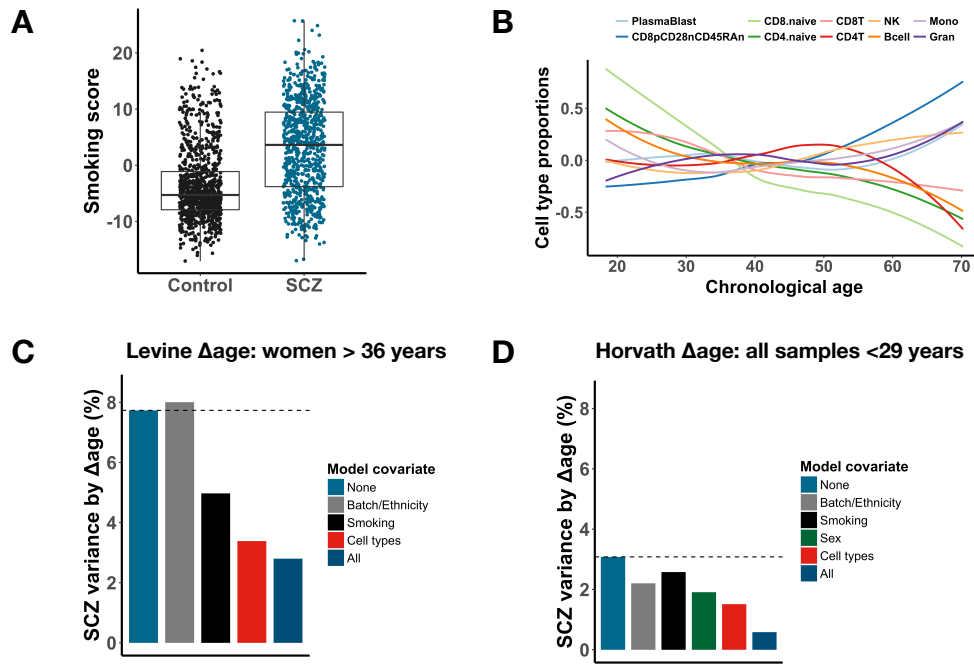 A
Smoking score
20
10
0
-10
Control
SCZ
B
PlasmaBlast
CD8.naive
CD8T
NK
Mono
CD8pCD28nCD45RAn
CD4.naive
CD4T
Bcell
Gran
Cell type proportions
0.5
0.0
-0.5
20
30
40
50
60
70
Chronological age
C
Levine Δage: women > 36 years
SCZ variance by Δage (%)
8
6
4
2
0
Model covariate
None
Batch/Ethnicity
Smoking
Cell types
All
D
Horvath Δage: all samples <29 years
SCZ variance by Δage (%)
8
6
4
2
0
Model covariate
None
Batch/Ethnicity
Smoking
Sex
Cell types
All